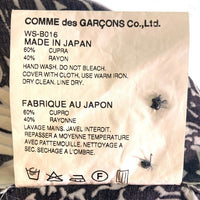 COMME des GARÇONS Co.,Ltd.
WS-B016
MADE IN JAPAN
60% CUPRA
40% RAYON
HAND WASH. DO NOT BLEACH.
COVER WITH CLOTH, USE WARM IRON.
DRY CLEAN. LINE DRY.
FABRIQUE AU JAPON
60% CUPRA
40% RAYONNE
LAVAGE MAINS. JAVEL INTERDIT.
REPASSER A MOYENNE TEMPERATURE
AVEC PATTEMOUILLE. NETTOYAGE A
SEC. SECHAGE A L'ETENDAGE.